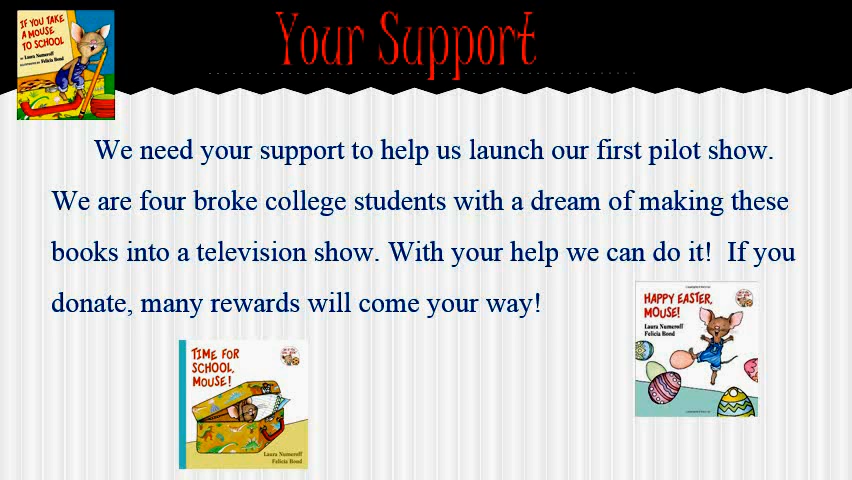 IF YOU TAKE
A MOUSE
TO SCHOOL
Laura Numeroff
Felicia Bond
Your Support
We need your support to help us launch our first pilot show.
We are four broke college students with a dream of making these
books into a television show. With your help we can do it!  If you
donate, many rewards will come your way!
HAPPY EASTER,
MOUSE!
Laura Numeroff
Felicia Bond
TIME FOR
SCHOOL,
MOUSE!
Laura Numeroff
Felicia Bond